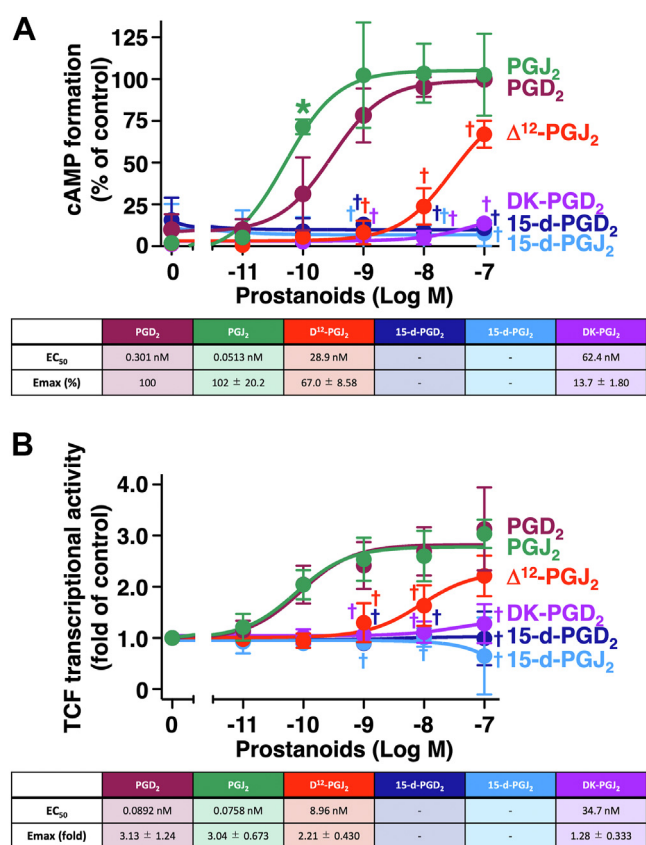 A
cAMP formation
(% of control)
125
100
75
50
25
0
*
† † † † † † † † † † †
PGJ2
PGD2
Δ12-PGJ2
DK-PGD2
15-d-PGD2
15-d-PGJ2
0 -11 -10 -9 -8 -7
Prostanoids (Log M)
PGD2 PGJ2 D12-PGJ2 15-d-PGD2 15-d-PGJ2 DK-PGJ2
EC50 0.301 nM 0.0513 nM 28.9 nM - - 62.4 nM
Emax (%) 100 102 ± 20.2 67.0 ± 8.58 - - 13.7 ± 1.80
B
TCF transcriptional activity
(fold of control)
4.0
3.0
2.0
1.0
0
† † † † † † † † † †
PGD2
PGJ2
Δ12-PGJ2
DK-PGD2
15-d-PGD2
15-d-PGJ2
0 -11 -10 -9 -8 -7
Prostanoids (Log M)
PGD2 PGJ2 D12-PGJ2 15-d-PGD2 15-d-PGJ2 DK-PGJ2
EC50 0.0892 nM 0.0758 nM 8.96 nM - - 34.7 nM
Emax (fold) 3.13 ± 1.24 3.04 ± 0.673 2.21 ± 0.430 - - 1.28 ± 0.333